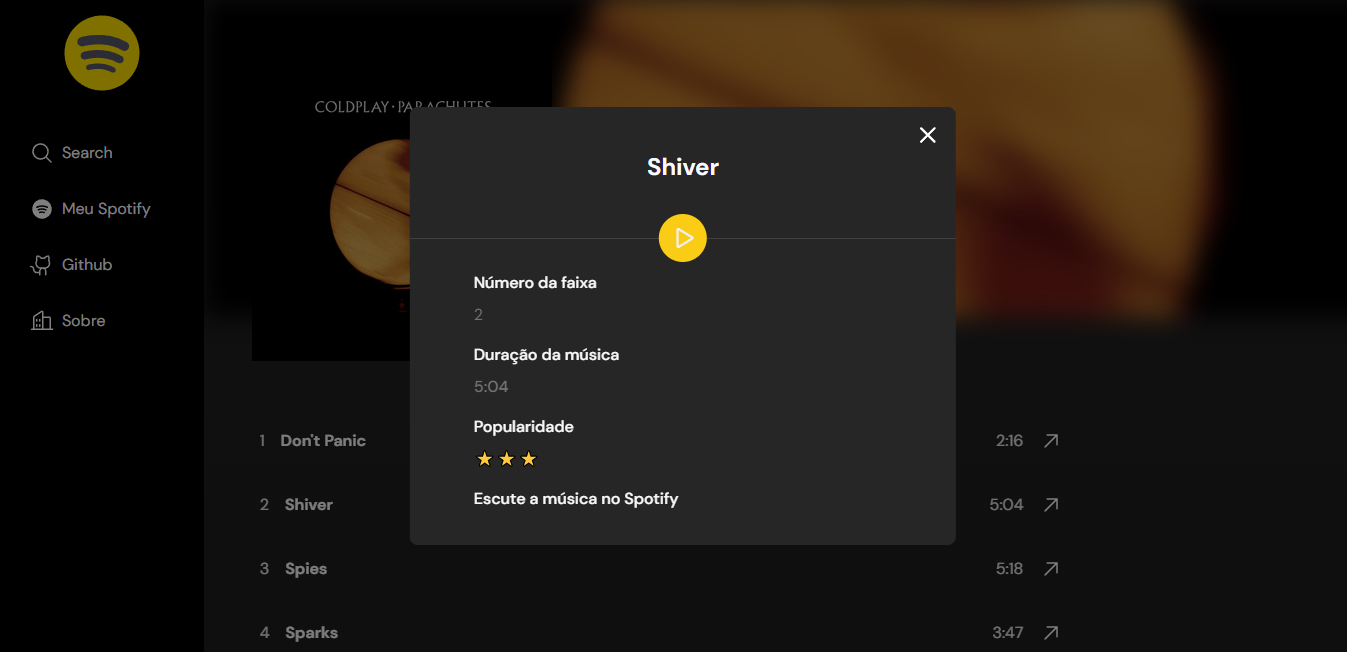 Search
Meu Spotify
Github
Sobre
COLDPLAY·PARACHUTES
Shiver
Número da faixa
2
Duração da música
5:04
Popularidade
Escute a música no Spotify
1 Don't Panic 2:16
2 Shiver 5:04
3 Spies 5:18
4 Sparks 3:47